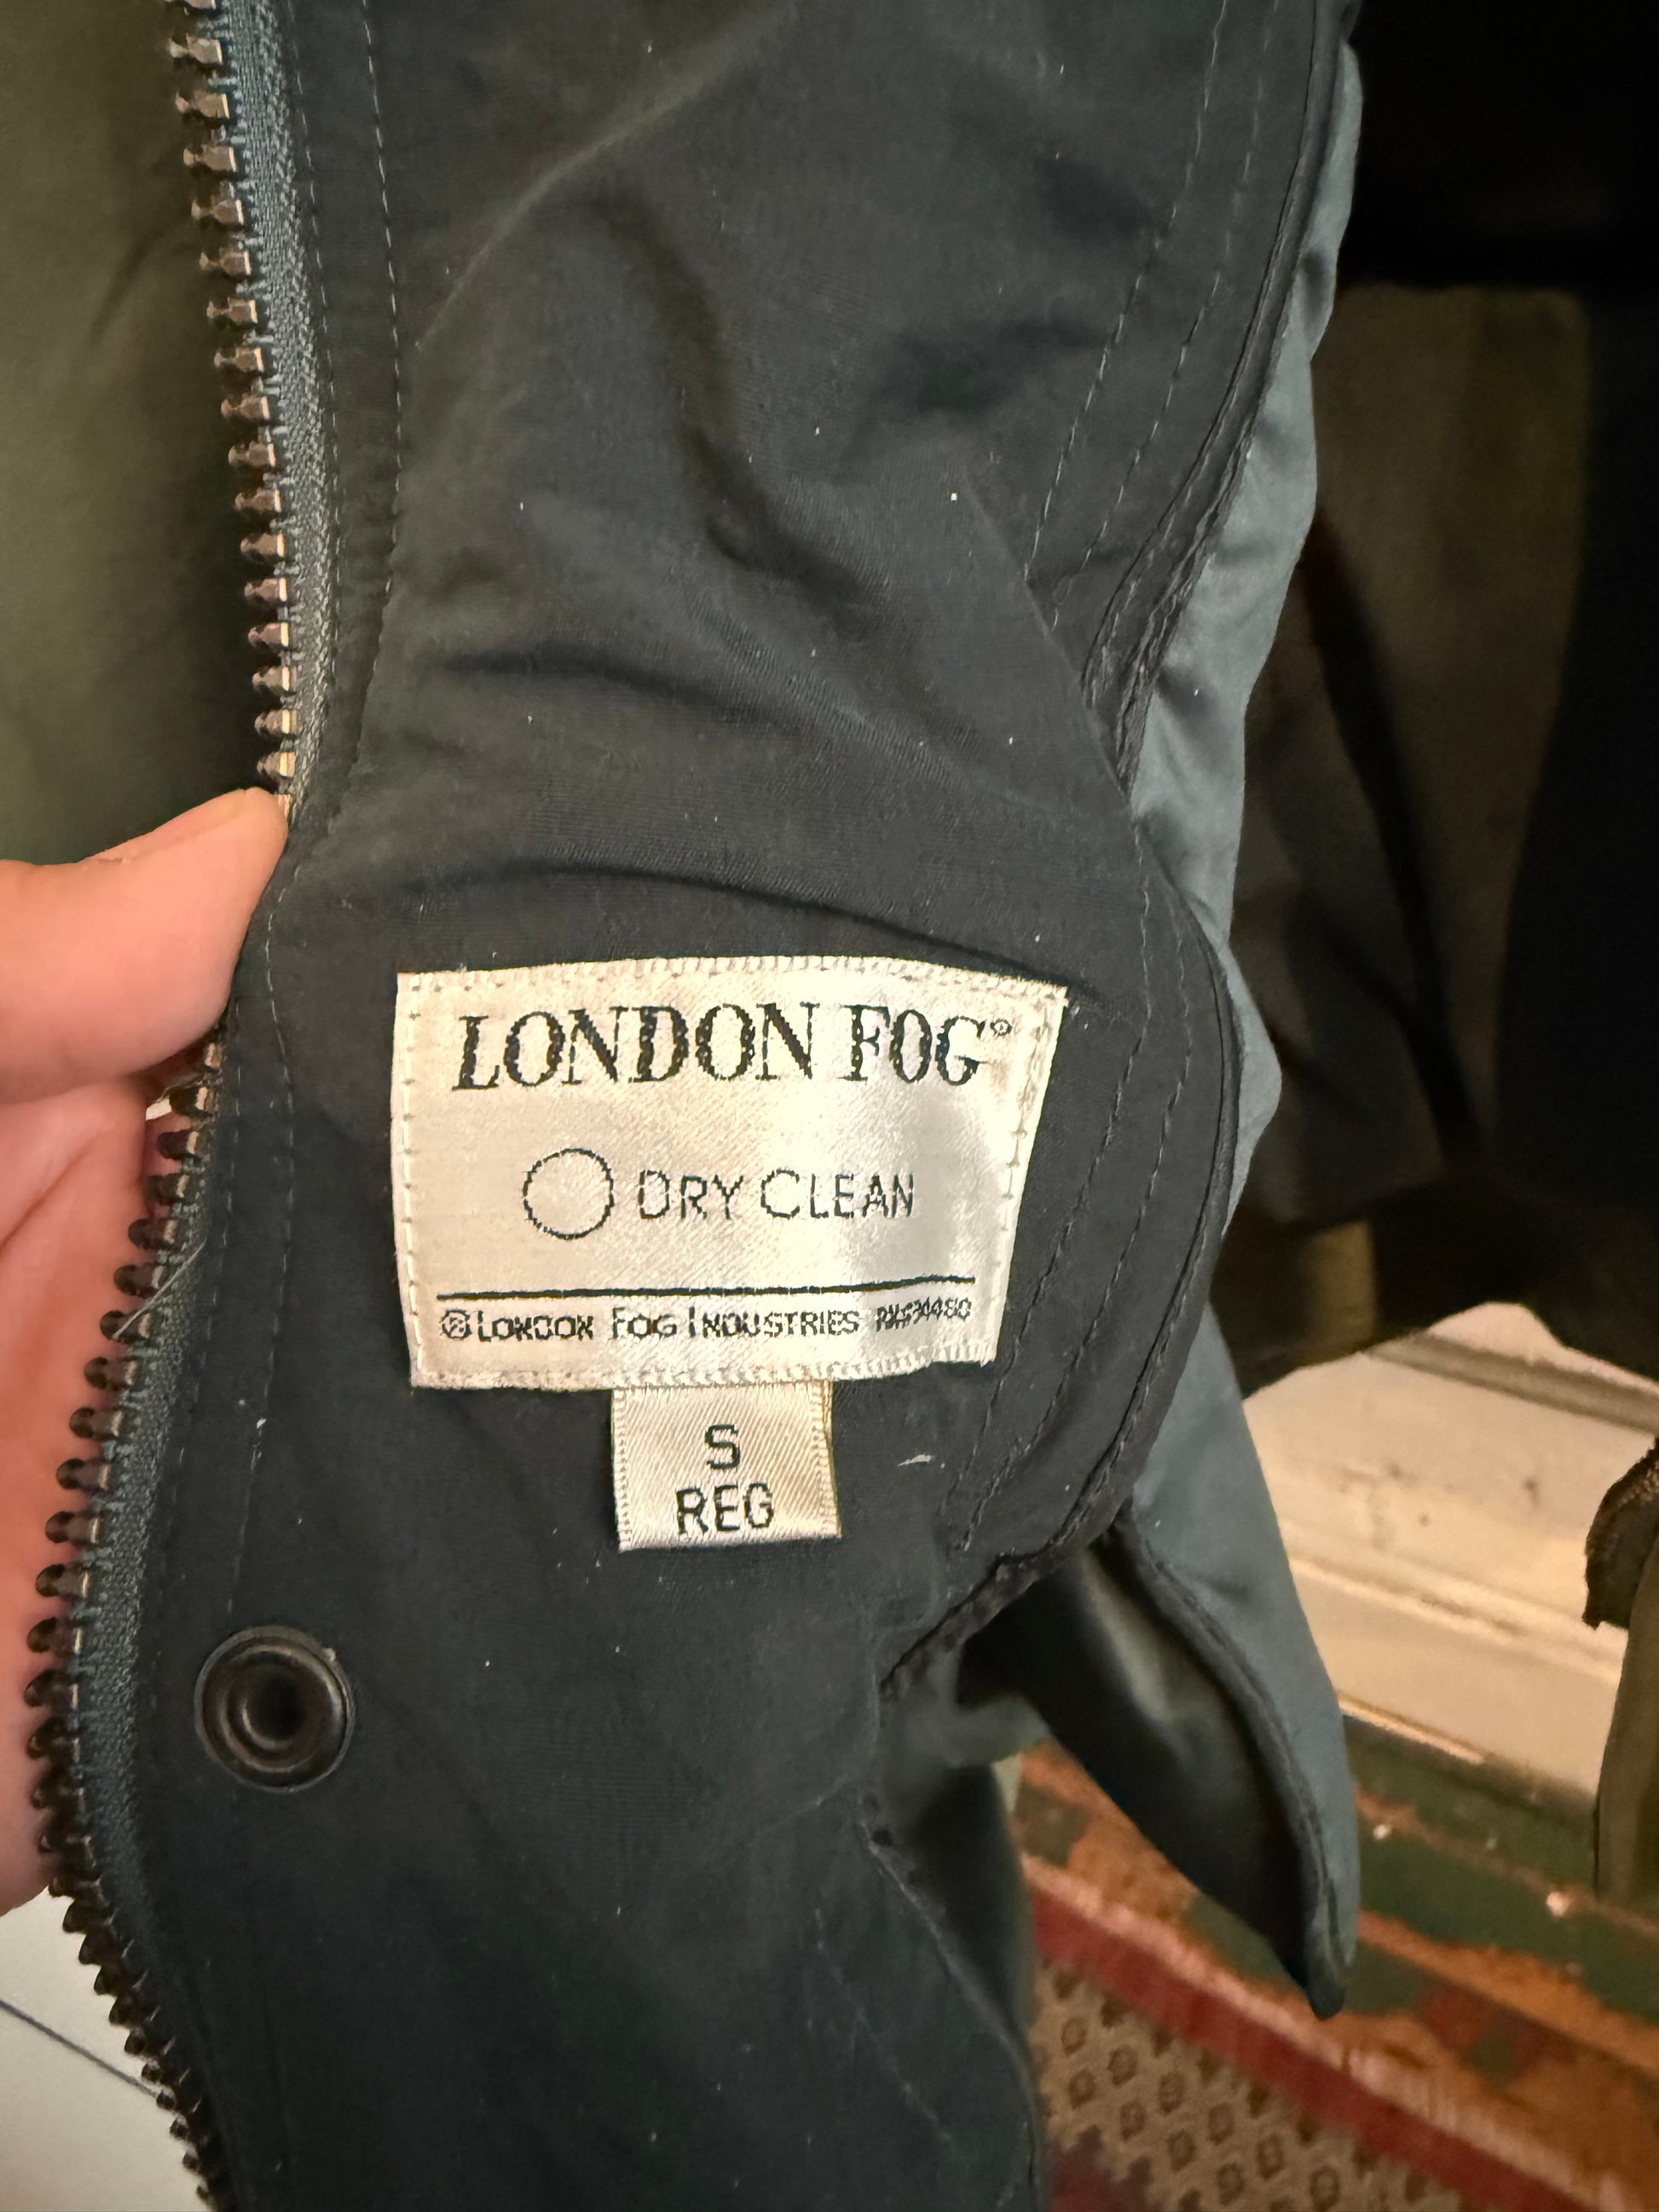 LONDON FOG®
DRY CLEAN
® LONDON FOG INDUSTRIES
S
REG